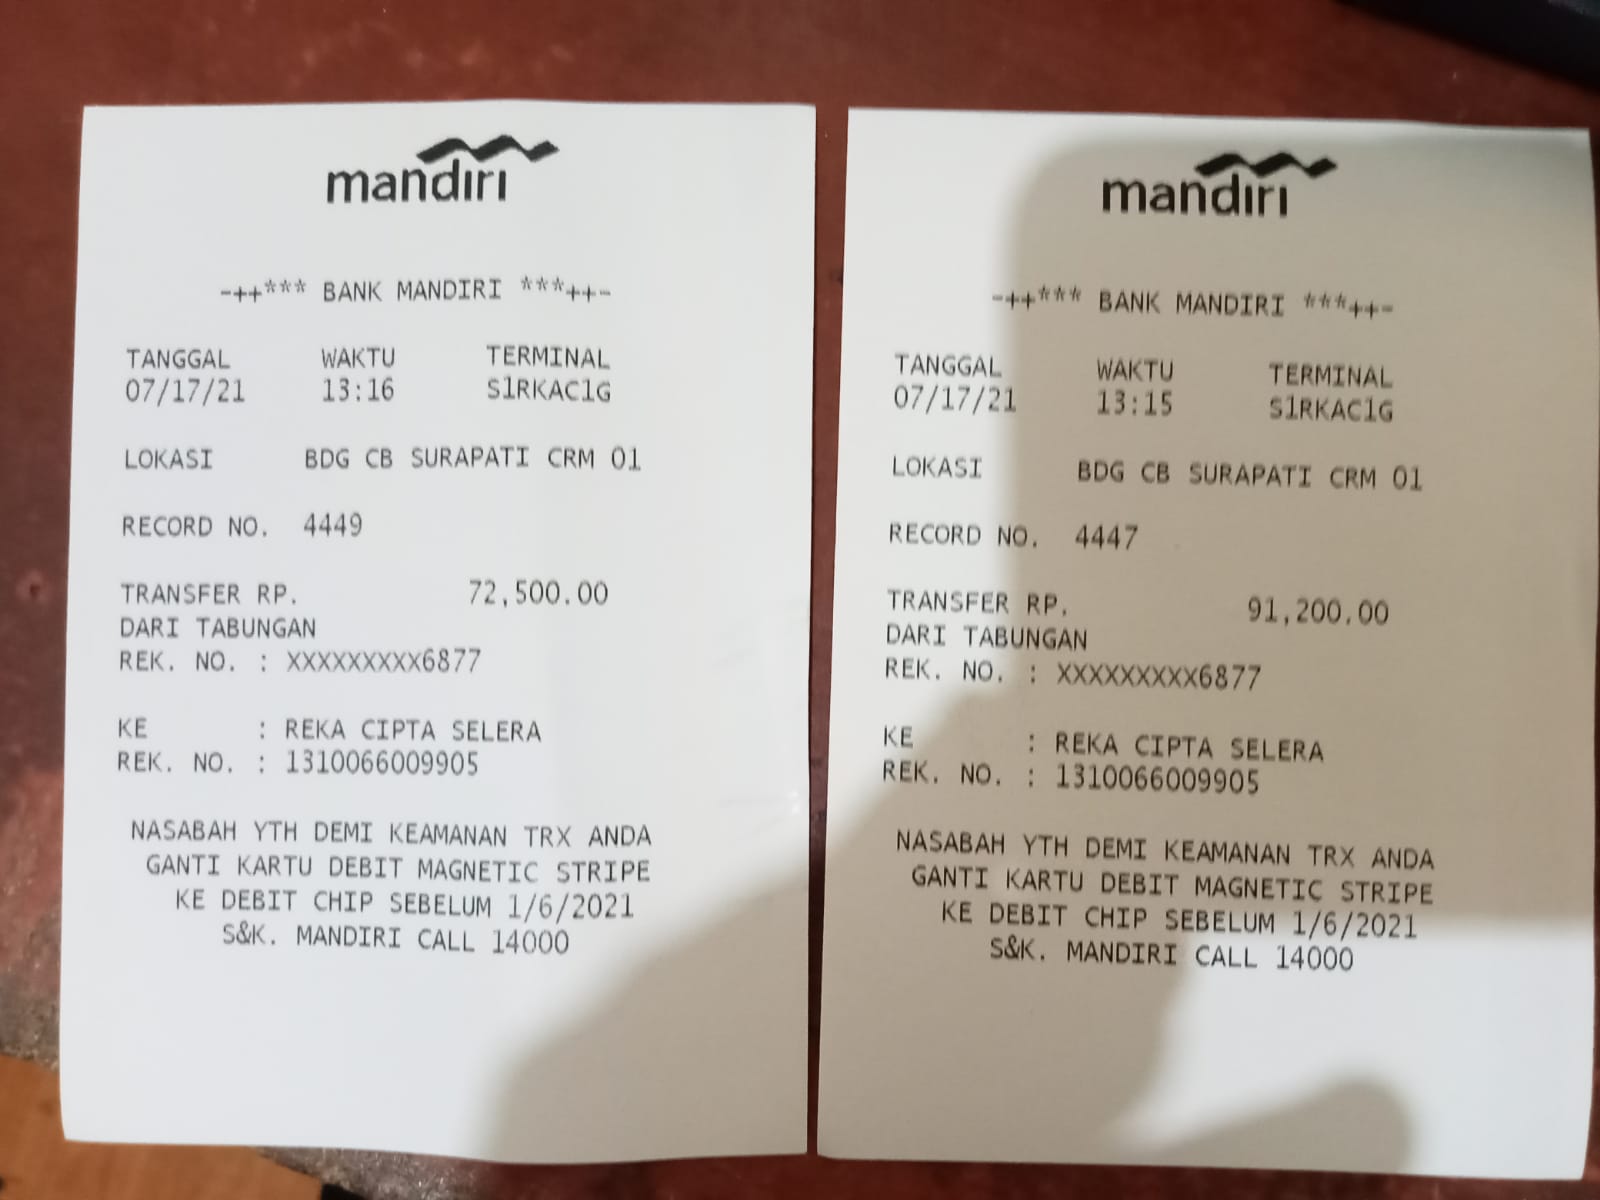 mandiri
-++*** BANK MANDIRI ***++-
TANGGAL WAKTU TERMINAL
07/17/21 13:16 S1RKAC1G
LOKASI BDG CB SURAPATI CRM 01
RECORD NO. 4449
TRANSFER RP. 72,500.00
DARI TABUNGAN
REK. NO. : XXXXXXXXX6877
KE : REKA CIPTA SELERA
REK. NO. : 1310066009905
NASABAH YTH DEMI KEAMANAN TRX ANDA
GANTI KARTU DEBIT MAGNETIC STRIPE
KE DEBIT CHIP SEBELUM 1/6/2021
S&K. MANDIRI CALL 14000
mandiri
-++*** BANK MANDIRI ***++-
TANGGAL WAKTU TERMINAL
07/17/21 13:15 S1RKAC1G
LOKASI BDG CB SURAPATI CRM 01
RECORD NO. 4447
TRANSFER RP. 91,200.00
DARI TABUNGAN
REK. NO. : XXXXXXXXX6877
KE : REKA CIPTA SELERA
REK. NO. : 1310066009905
NASABAH YTH DEMI KEAMANAN TRX ANDA
GANTI KARTU DEBIT MAGNETIC STRIPE
KE DEBIT CHIP SEBELUM 1/6/2021
S&K. MANDIRI CALL 14000